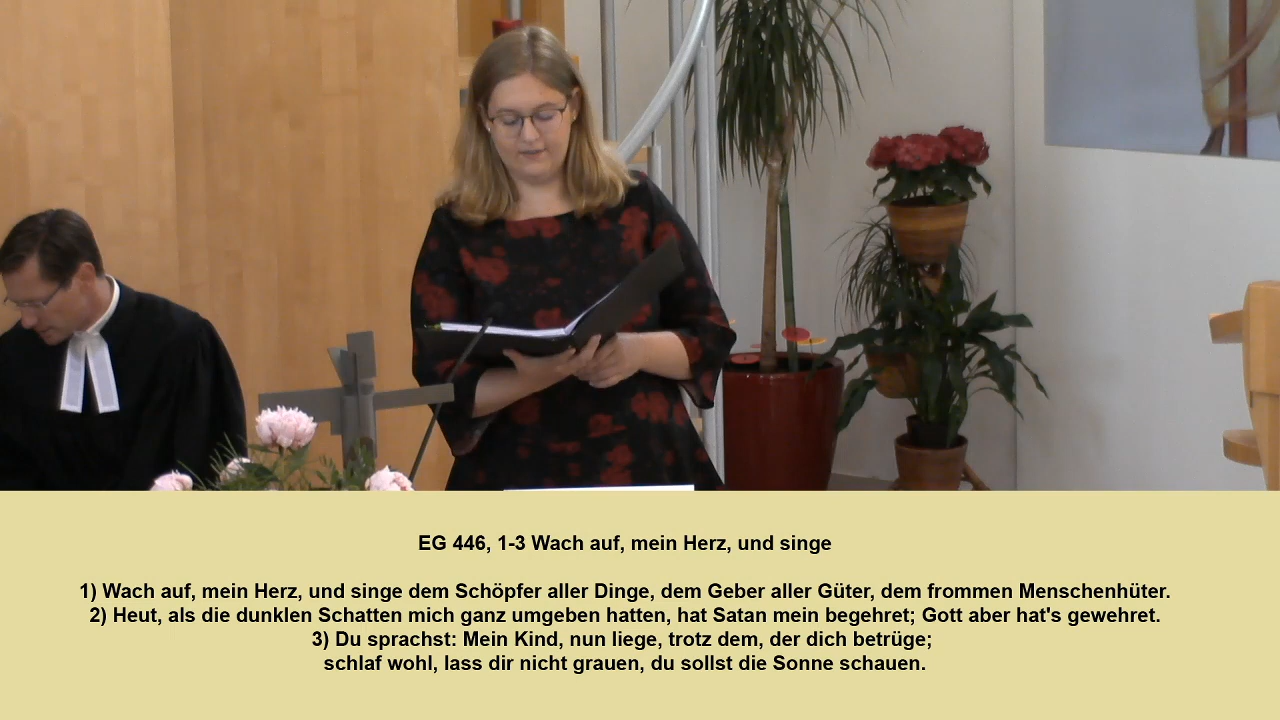 EG 446, 1-3 Wach auf, mein Herz, und singe
1) Wach auf, mein Herz, und singe dem Schöpfer aller Dinge, dem Geber aller Güter, dem frommen Menschenhüter.
2) Heut, als die dunklen Schatten mich ganz umgeben hatten, hat Satan mein begehret; Gott aber hat's gewehret.
3) Du sprachst: Mein Kind, nun liege, trotz dem, der dich betrüge;
schlaf wohl, lass dir nicht grauen, du sollst die Sonne schauen.